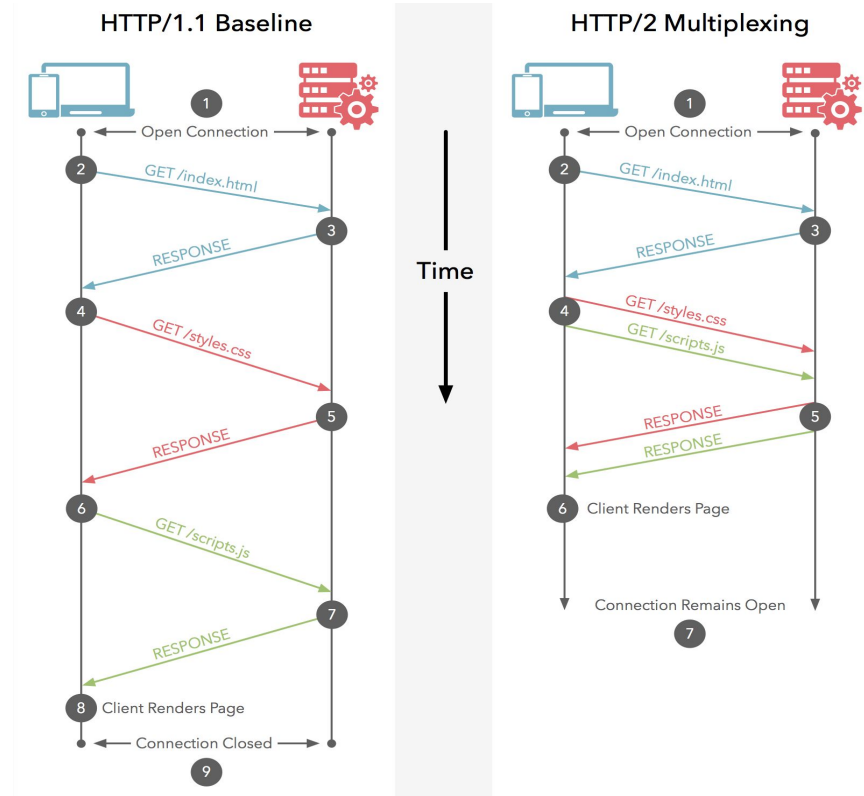 HTTP/1.1 Baseline
1
Open Connection
2
GET /index.html
3
RESPONSE
4
GET /styles.css
5
RESPONSE
6
GET /scripts.js
7
RESPONSE
8 Client Renders Page
Connection Closed
9
Time
HTTP/2 Multiplexing
1
Open Connection
2
GET /index.html
3
RESPONSE
4
GET /styles.css
GET /scripts.js
5
RESPONSE
RESPONSE
6 Client Renders Page
Connection Remains Open
7